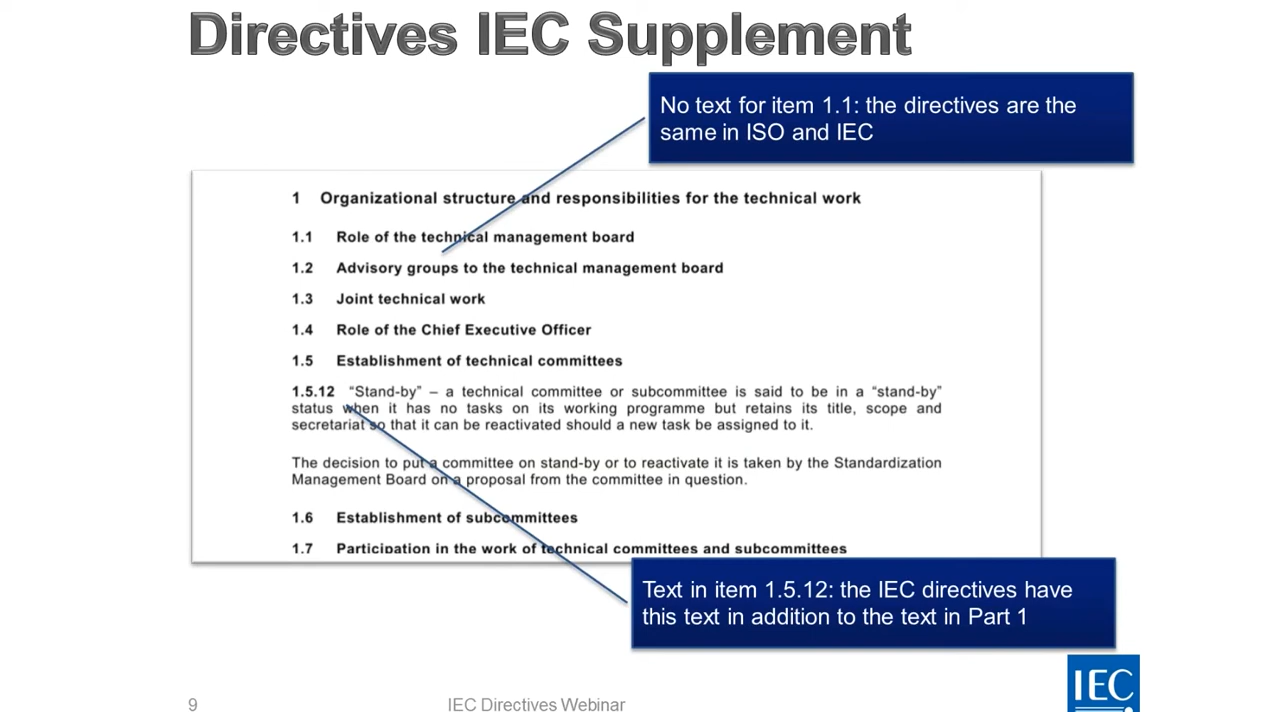 Directives IEC Supplement
No text for item 1.1: the directives are the
same in ISO and IEC
1 Organizational structure and responsibilities for the technical work
1.1 Role of the technical management board
1.2 Advisory groups to the technical management board
1.3 Joint technical work
1.4 Role of the Chief Executive Officer
1.5 Establishment of technical committees
1.5.12 “Stand-by” – a technical committee or subcommittee is said to be in a “stand-by”
status when it has no tasks on its working programme but retains its title, scope and
secretariat so that it can be reactivated should a new task be assigned to it.
The decision to put a committee on stand-by or to reactivate it is taken by the Standardization
Management Board on a proposal from the committee in question.
1.6 Establishment of subcommittees
1.7 Participation in the work of technical committees and subcommittees
Text in item 1.5.12: the IEC directives have
this text in addition to the text in Part 1
9
IEC Directives Webinar
IEC